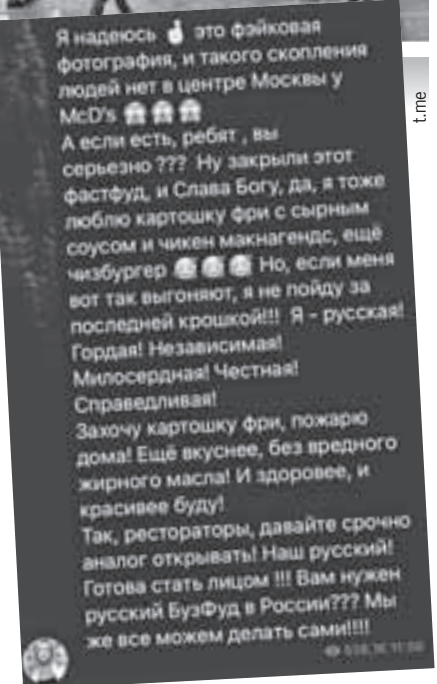 Я надеюсь ☝ это фэйковая
фотография, и такого скопления
людей нет в центре Москвы у
McD's
А если есть, ребят , вы
серьезно ??? Ну закрыли этот
фастфуд, и Слава Богу, да, я тоже
люблю картошку фри с сырным
соусом и чикен макнагендс, ещё
чизбургер Но, если меня
вот так выгоняют, я не пойду за
последней крошкой!!! Я - русская!
Гордая! Независимая!
Милосердная! Честная!
Справедливая!
Захочу картошку фри, пожарю
дома! Ещё вкуснее, без вредного
жирного масла! И здоровее, и
красивее буду!
Так, рестораторы, давайте срочно
аналог открывать! Наш русский!
Готова стать лицом !!! Вам нужен
русский БузФуд в России??? Мы
же все можем делать сами!!!!
t.me